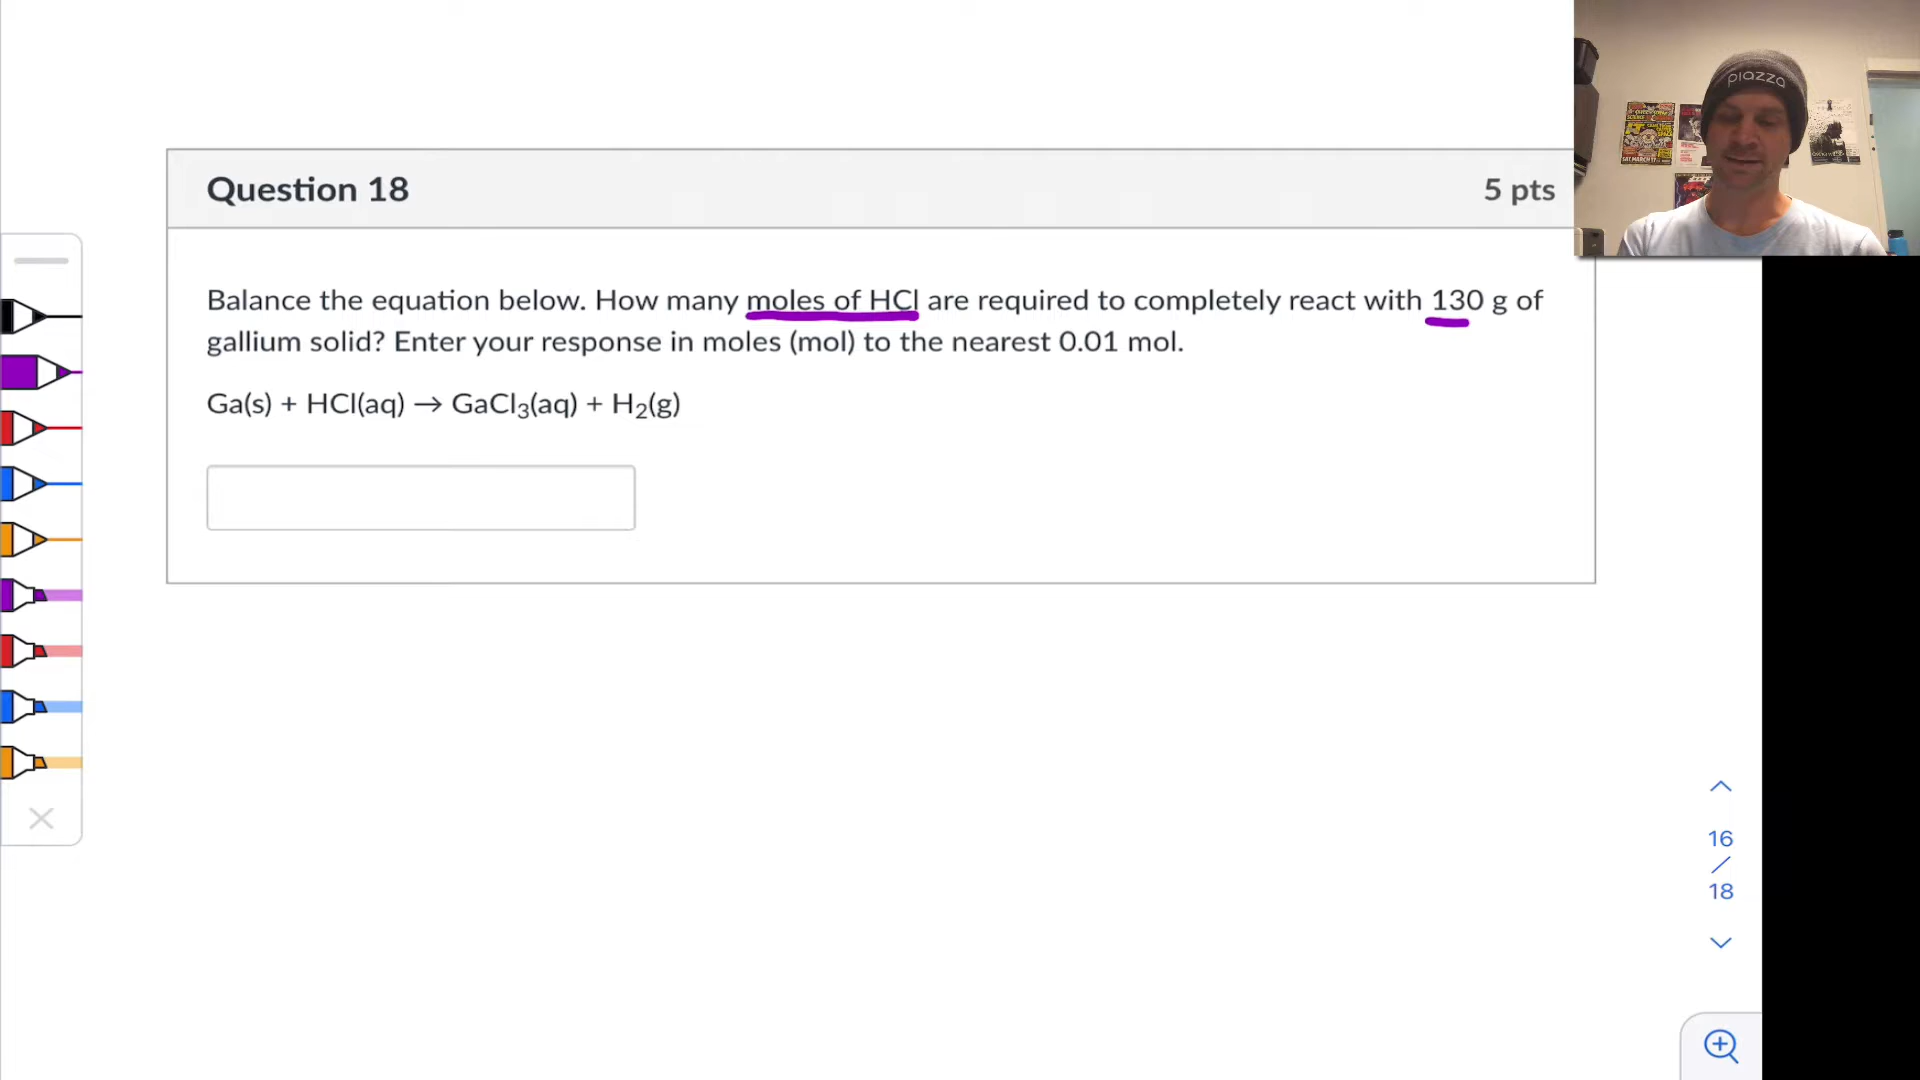 piazza
Question 18
5 pts
Balance the equation below. How many moles of HCl are required to completely react with 130 g of
gallium solid? Enter your response in moles (mol) to the nearest 0.01 mol.
Ga(s) + HCl(aq) → GaCl₃(aq) + H₂(g)
16
/
18